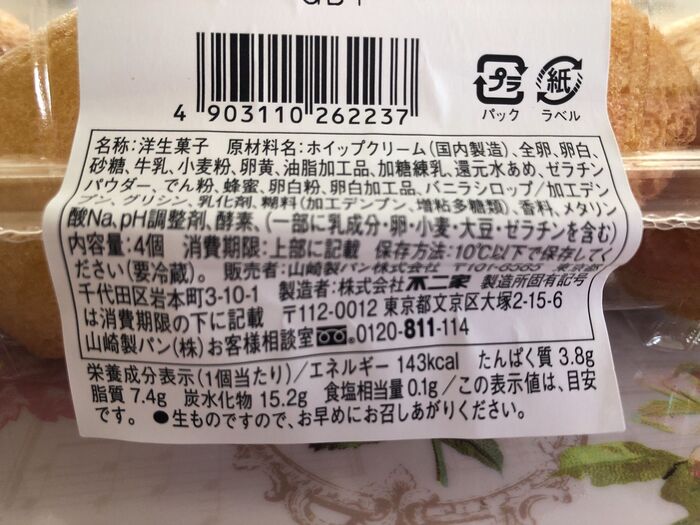 4 903110 262237
プラ
パック
紙
ラベル
名称:洋生菓子 原材料名:ホイップクリーム(国内製造)、全卵、卵白、
砂糖、牛乳、小麦粉、卵黄、油脂加工品、加糖練乳、還元水あめ、ゼラチン
パウダー、でん粉、蜂蜜、卵白粉、卵白加工品、バニラシロップ/加工デン
プン、グリシン、乳化剤、糊料(加工デンプン、増粘多糖類)、香料、メタリン
酸Na、pH調整剤、酵素、(一部に乳成分・卵・小麦・大豆・ゼラチンを含む)
内容量:4個 消費期限:上部に記載 保存方法:10℃以下で保存してく
ださい(要冷蔵)。 販売者:山崎製パン株式会社 〒101-8585 東京都
千代田区岩本町3-10-1 製造者:株式会社不二家 製造所固有記号
は消費期限の下に記載 〒112-0012 東京都文京区大塚2-15-6
山崎製パン(株)お客様相談室 0120-811-114
栄養成分表示(1個当たり)/エネルギー 143kcal たんぱく質 3.8g
脂質 7.4g 炭水化物 15.2g 食塩相当量 0.1g/この表示値は、目安
です。 ●生ものですので、お早めにお召しあがりください。